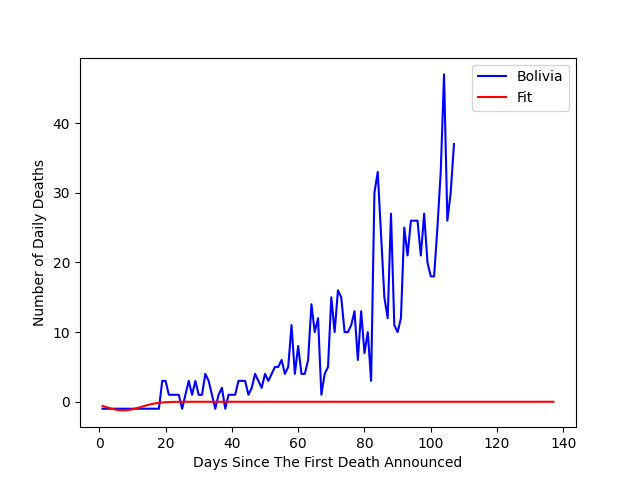 Bolivia
Fit
Number of Daily Deaths
40
30
20
10
0
0 20 40 60 80 100 120 140
Days Since The First Death Announced